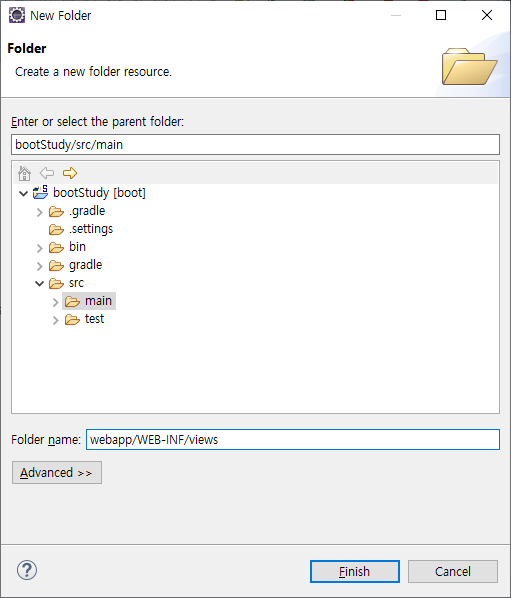 New Folder
Folder
Create a new folder resource.
Enter or select the parent folder:
bootStudy/src/main
bootStudy [boot]
.gradle
.settings
bin
gradle
src
main
test
Folder name: webapp/WEB-INF/views
Advanced >>
Finish Cancel